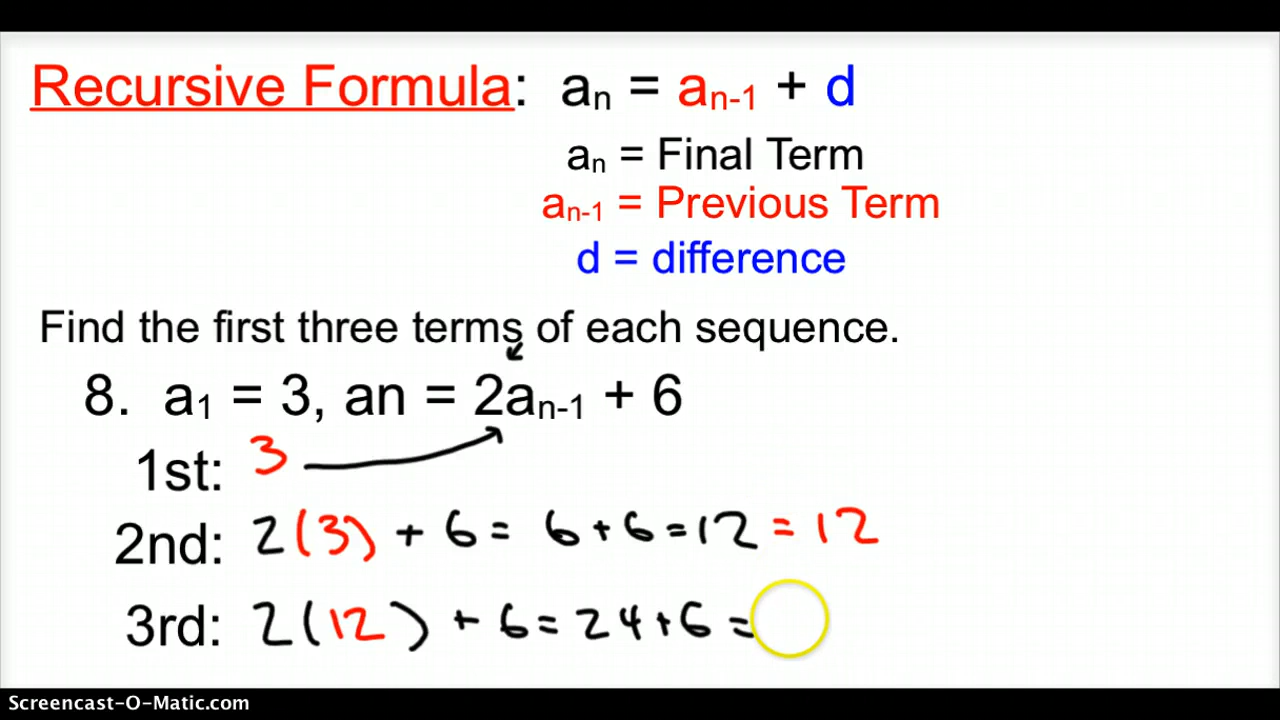 Recursive Formula: an = an-1 + d
an = Final Term
an-1 = Previous Term
d = difference
Find the first three terms of each sequence.
8. a1 = 3, an = 2an-1 + 6
1st: 3
2nd: 2(3) + 6 = 6+6=12 = 12
3rd: 2(12) + 6 = 24+6 =
Screencast-O-Matic.com